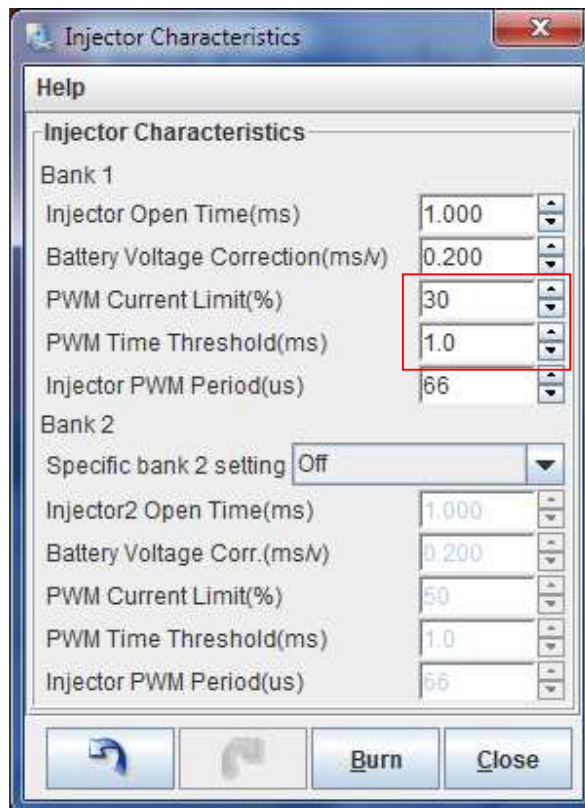 Injector Characteristics
Help
Injector Characteristics
Bank 1
Injector Open Time(ms) 1.000
Battery Voltage Correction(ms/v) 0.200
PWM Current Limit(%) 30
PWM Time Threshold(ms) 1.0
Injector PWM Period(us) 66
Bank 2
Specific bank 2 setting Off
Injector2 Open Time(ms) 1.000
Battery Voltage Corr.(ms/v) 0.200
PWM Current Limit(%) 50
PWM Time Threshold(ms) 1.0
Injector PWM Period(us) 66
Burn Close